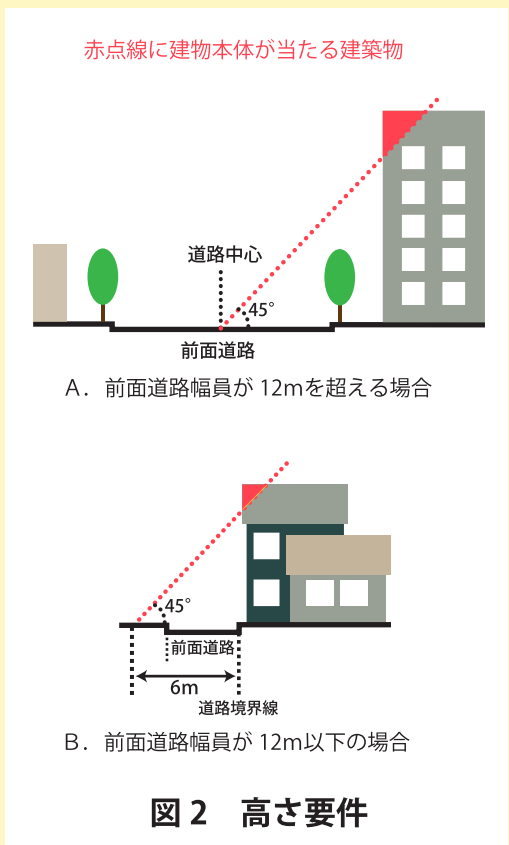 赤点線に建物本体が当たる建築物
道路中心
45°
前面道路
A．前面道路幅員が 12mを超える場合
45°
前面道路
6m
道路境界線
B．前面道路幅員が 12m以下の場合
図2　高さ要件